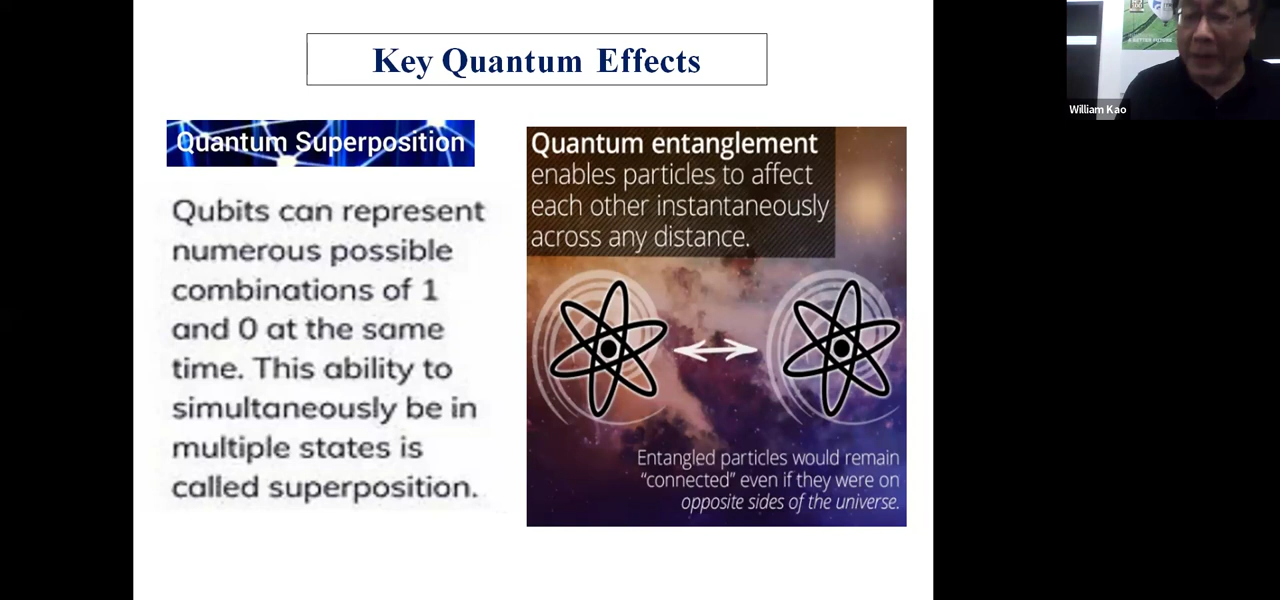 Key Quantum Effects
Quantum Superposition
Qubits can represent
numerous possible
combinations of 1
and 0 at the same
time. This ability to
simultaneously be in
multiple states is
called superposition.
Quantum entanglement
enables particles to affect
each other instantaneously
across any distance.
Entangled particles would remain
“connected” even if they were on
opposite sides of the universe.
A BETTER FUTURE
William Kao